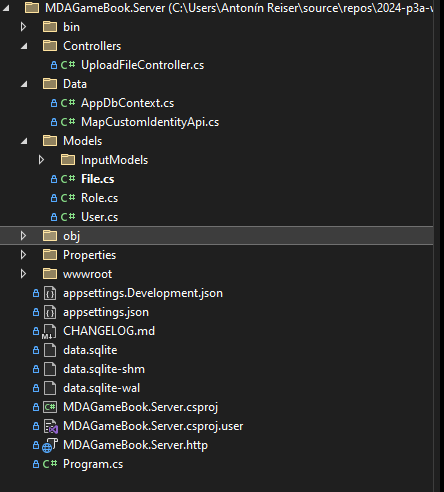 MDAGameBook.Server (C:\Users\Antonín Reiser\source\repos\2024-p3a-w
bin
Controllers
C# UploadFileController.cs
Data
C# AppDbContext.cs
C# MapCustomIdentityApi.cs
Models
InputModels
C# File.cs
C# Role.cs
C# User.cs
obj
Properties
wwwroot
appsettings.Development.json
appsettings.json
CHANGELOG.md
data.sqlite
data.sqlite-shm
data.sqlite-wal
C# MDAGameBook.Server.csproj
MDAGameBook.Server.csproj.user
MDAGameBook.Server.http
C# Program.cs